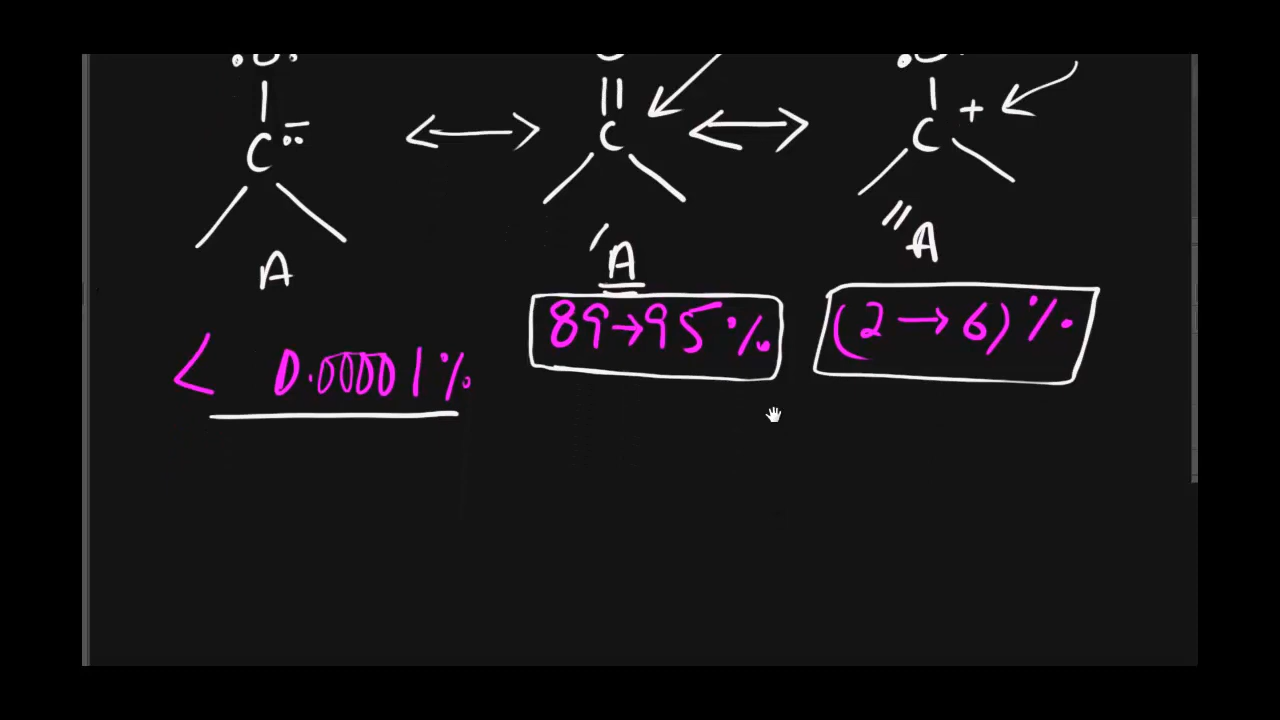 O O O
C C C +
A 'A "A
< 0.00001% 89→95% (2→6)%